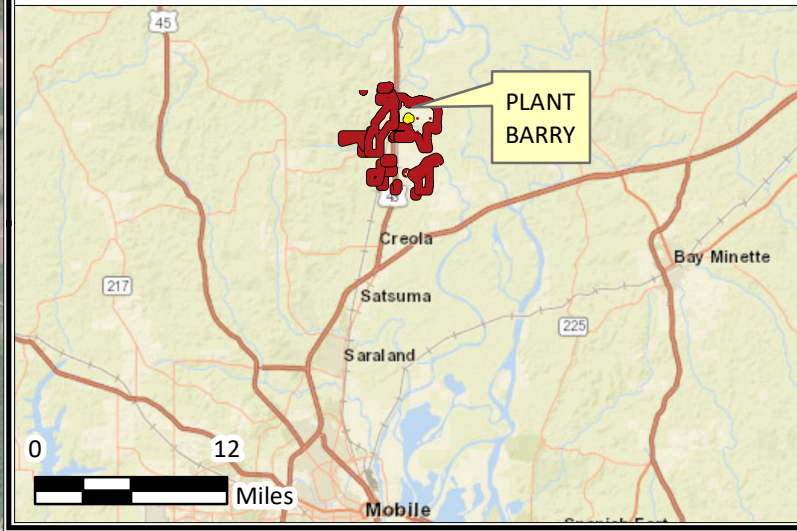 45
PLANT
BARRY
43
Creola
Bay Minette
217
Satsuma
225
Saraland
0
12
Miles
Mobile